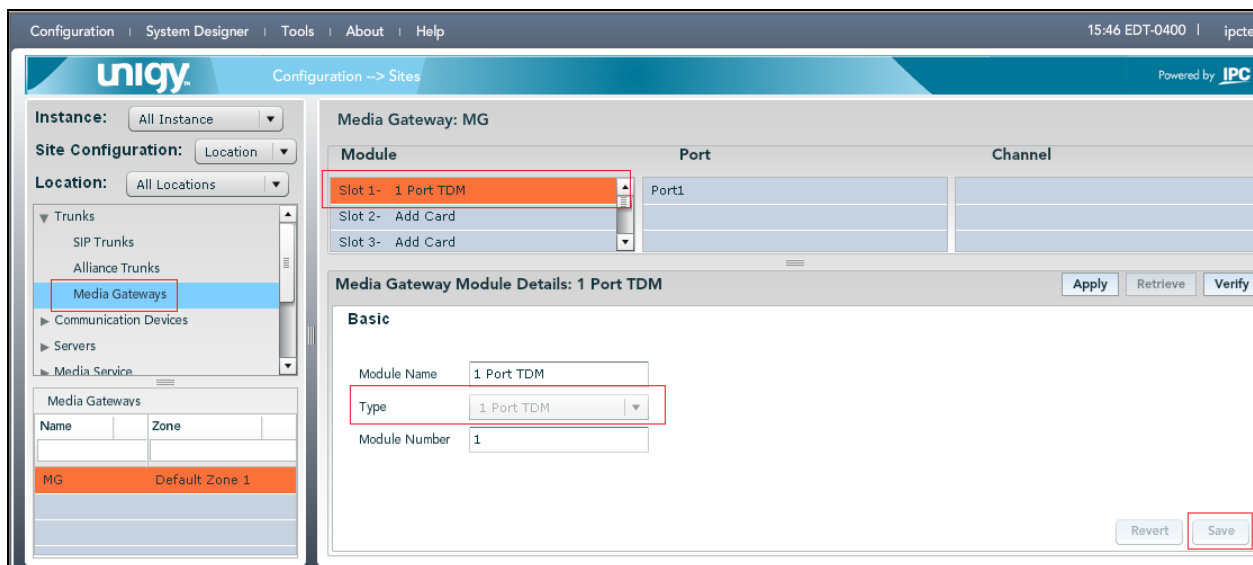 Configuration | System Designer | Tools | About | Help 15:46 EDT-0400 | ipcte
unigy Configuration --> Sites Powered by IPC
Instance: All Instance
Site Configuration: Location
Location: All Locations
Trunks
SIP Trunks
Alliance Trunks
Media Gateways
Communication Devices
Servers
Media Service
Media Gateways
Name Zone
MG Default Zone 1
Media Gateway: MG
Module Port Channel
Slot 1- 1 Port TDM Port1
Slot 2- Add Card
Slot 3- Add Card
Media Gateway Module Details: 1 Port TDM Apply Retrieve Verify
Basic
Module Name 1 Port TDM
Type 1 Port TDM
Module Number 1
Revert Save